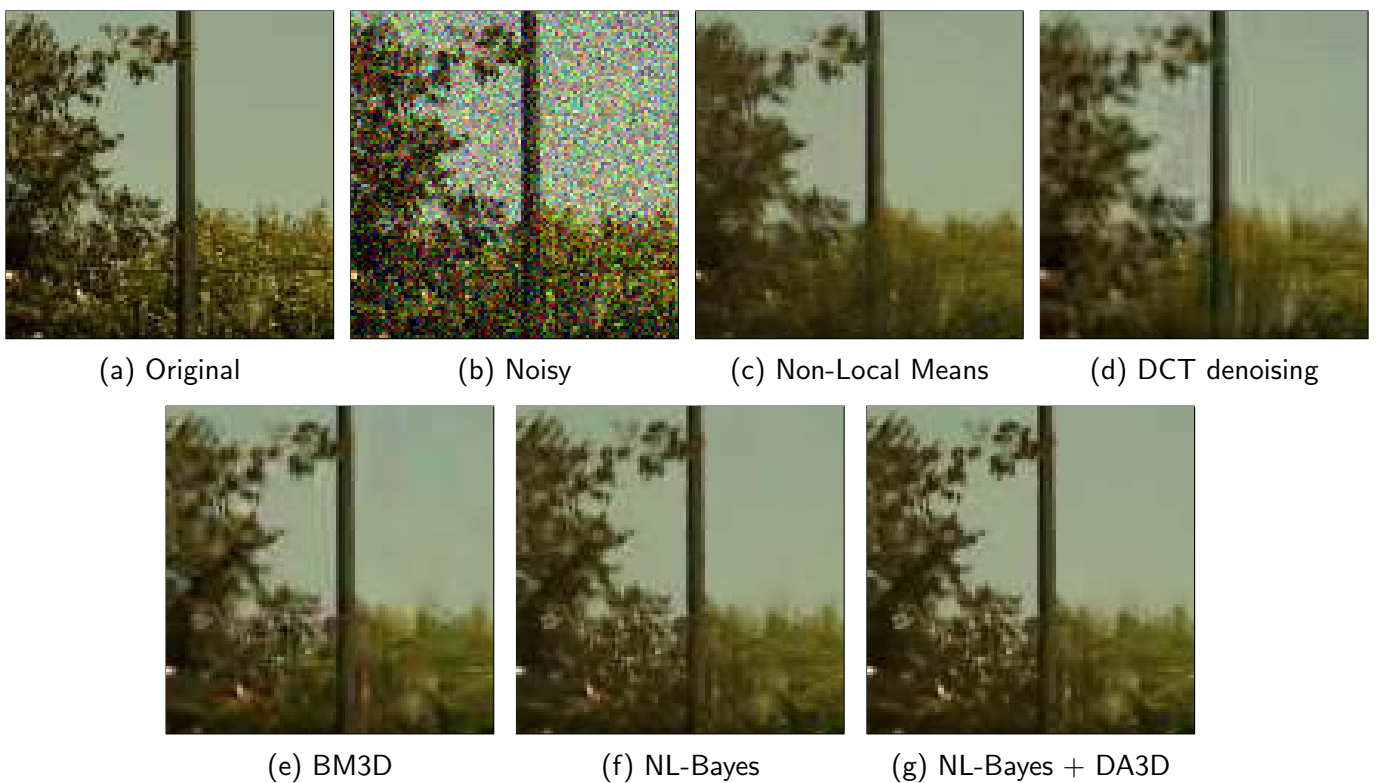 (a) Original
(b) Noisy
(c) Non-Local Means
(d) DCT denoising
(e) BM3D
(f) NL-Bayes
(g) NL-Bayes + DA3D